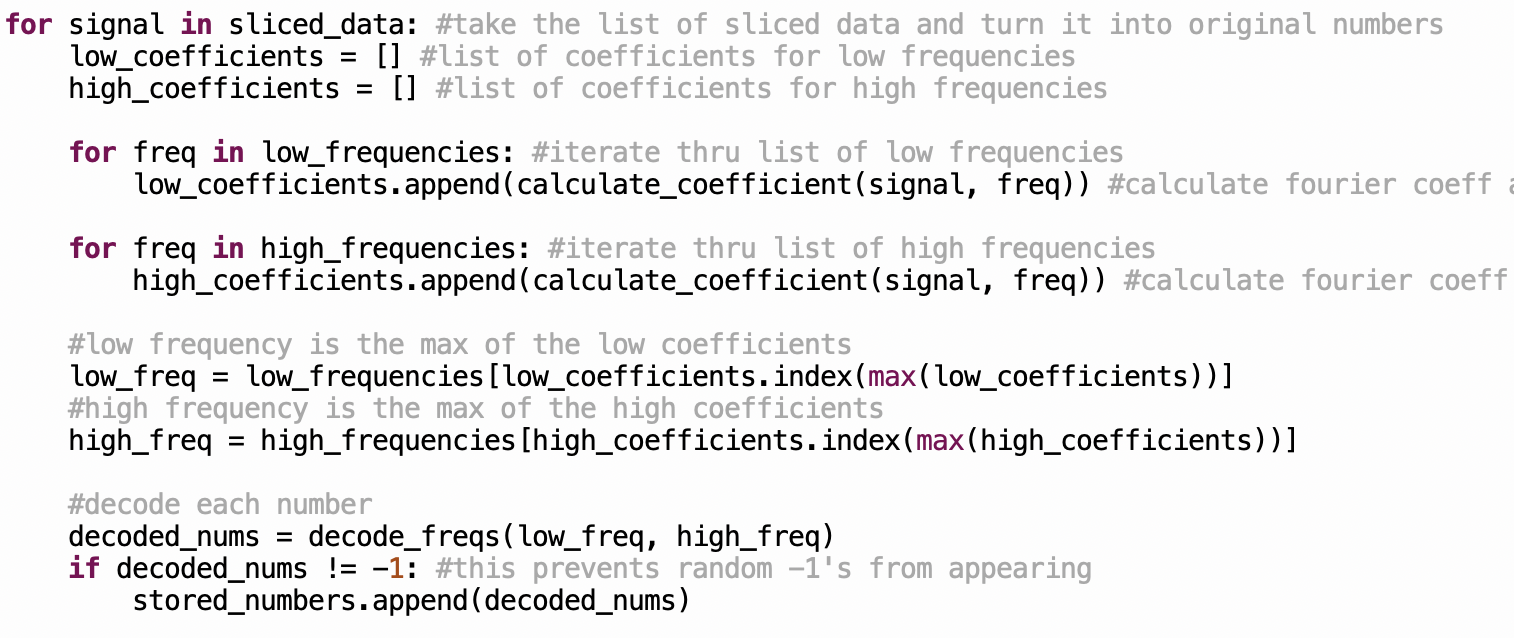 for signal in sliced_data: #take the list of sliced data and turn it into original numbers
    low_coefficients = [] #list of coefficients for low frequencies
    high_coefficients = [] #list of coefficients for high frequencies

    for freq in low_frequencies: #iterate thru list of low frequencies
        low_coefficients.append(calculate_coefficient(signal, freq)) #calculate fourier coeff

    for freq in high_frequencies: #iterate thru list of high frequencies
        high_coefficients.append(calculate_coefficient(signal, freq)) #calculate fourier coeff

    #low frequency is the max of the low coefficients
    low_freq = low_frequencies[low_coefficients.index(max(low_coefficients))]
    #high frequency is the max of the high coefficients
    high_freq = high_frequencies[high_coefficients.index(max(high_coefficients))]

    #decode each number
    decoded_nums = decode_freqs(low_freq, high_freq)
    if decoded_nums != -1: #this prevents random -1's from appearing
        stored_numbers.append(decoded_nums)